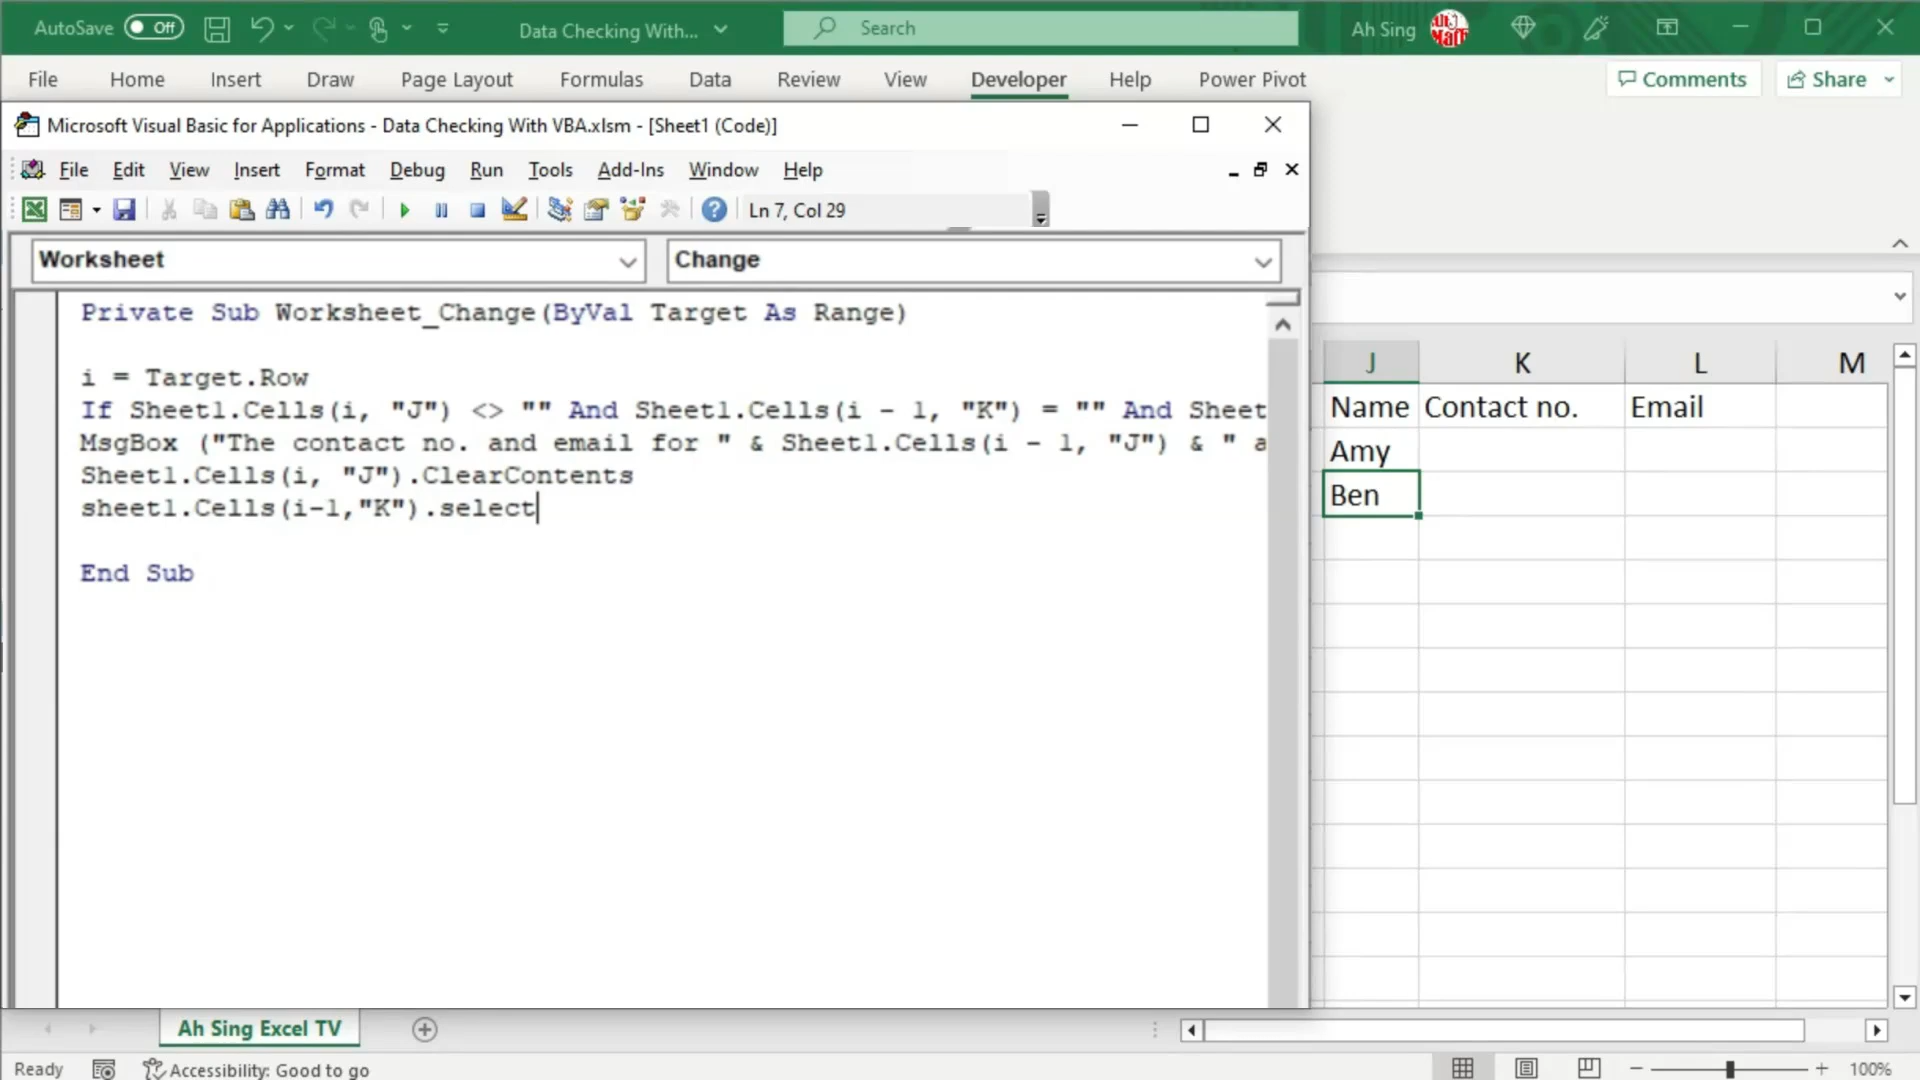 AutoSave Off Data Checking With... Search Ah Sing
File Home Insert Draw Page Layout Formulas Data Review View Developer Help Power Pivot Comments Share
Microsoft Visual Basic for Applications - Data Checking With VBA.xlsm - [Sheet1 (Code)]
File Edit View Insert Format Debug Run Tools Add-Ins Window Help
Ln 7, Col 29
Worksheet Change
Private Sub Worksheet_Change(ByVal Target As Range)
i = Target.Row
If Sheet1.Cells(i, "J") <> "" And Sheet1.Cells(i - 1, "K") = "" And Sheet
MsgBox ("The contact no. and email for " & Sheet1.Cells(i - 1, "J") & " a
Sheet1.Cells(i, "J").ClearContents
sheet1.Cells(i-1,"K").select
End Sub
J K L M
Name Contact no. Email
Amy
Ben
Ah Sing Excel TV
Ready Accessibility: Good to go 100%